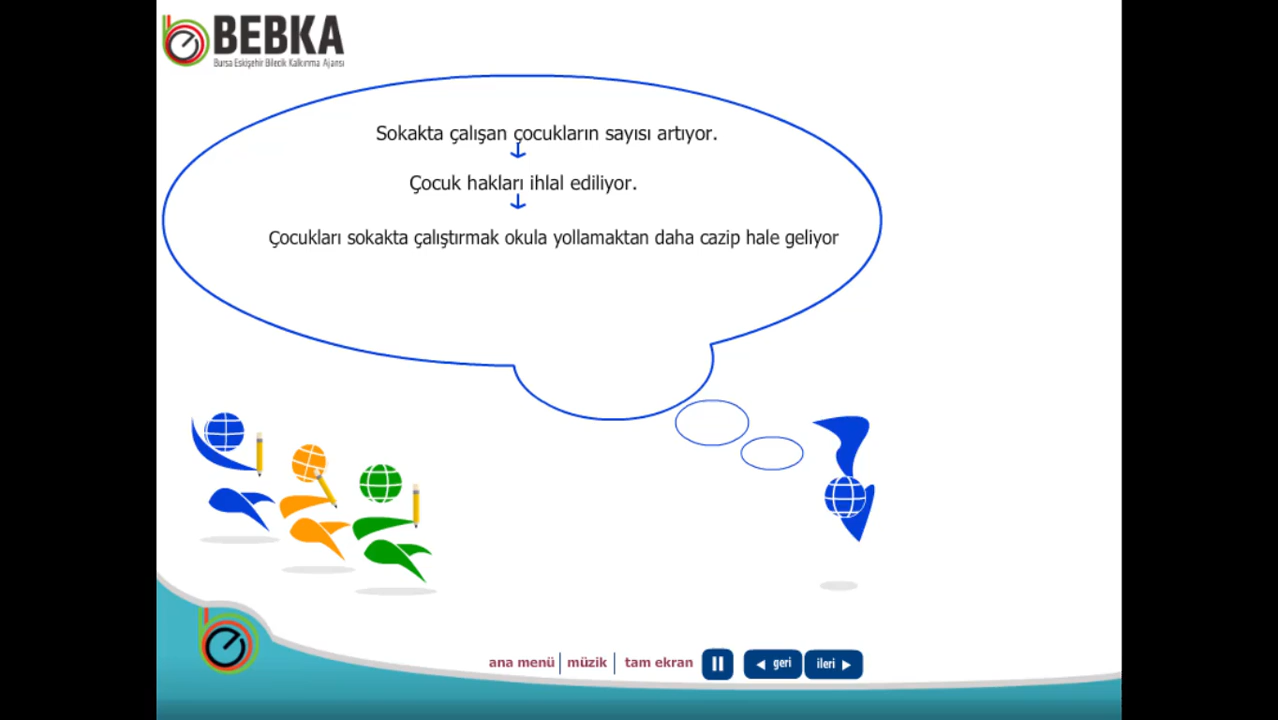 BEBKA
Bursa Eskişehir Bilecik Kalkınma Ajansı
Sokakta çalışan çocukların sayısı artıyor.
Çocuk hakları ihlal ediliyor.
Çocukları sokakta çalıştırmak okula yollamaktan daha cazip hale geliyor
ana menü müzik tam ekran geri ileri